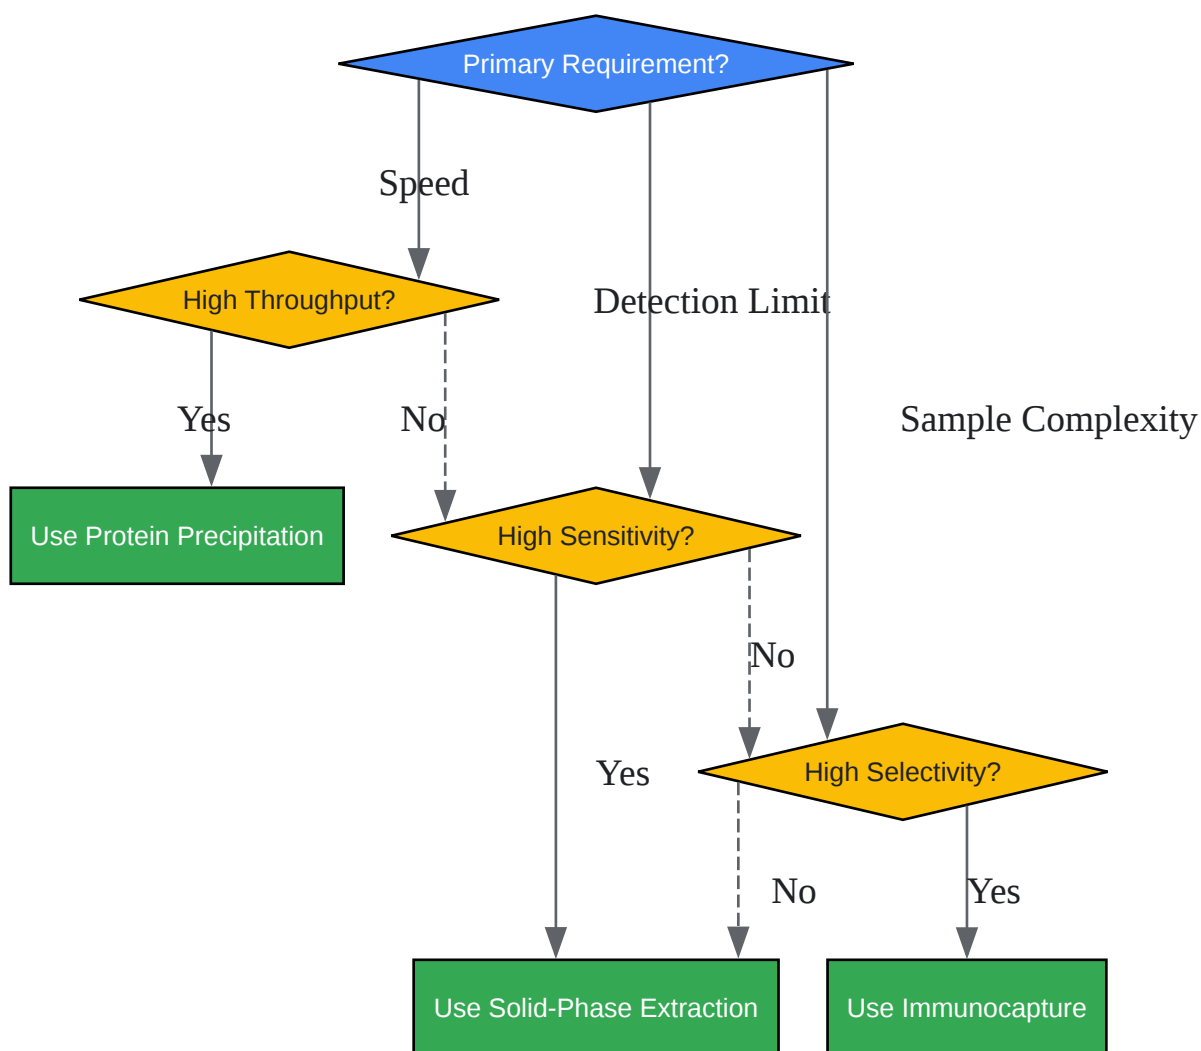 Primary Requirement?
Speed
High Throughput?
Detection Limit
Yes
No
Sample Complexity
Use Protein Precipitation
High Sensitivity?
No
Yes
High Selectivity?
No
Yes
Use Solid-Phase Extraction
Use Immunocapture